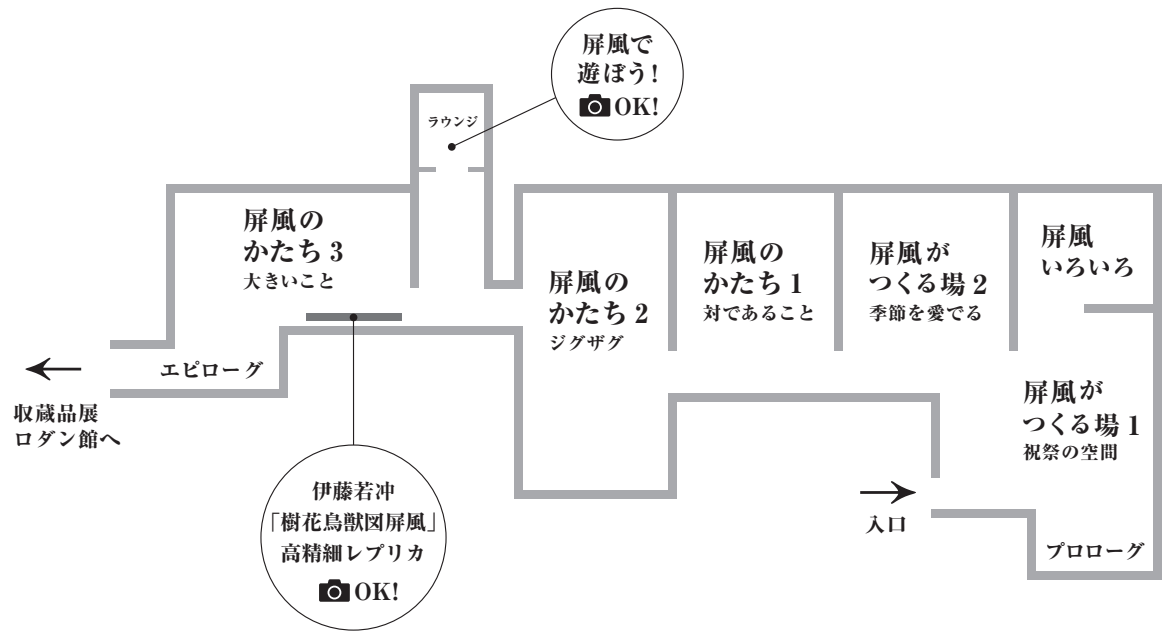 屏風で
遊ぼう!
OK!
ラウンジ
屏風の
かたち 3
大きいこと
屏風の
かたち 2
ジグザグ
屏風の
かたち 1
対であること
屏風が
つくる場 2
季節を愛でる
屏風
いろいろ
屏風が
つくる場 1
祝祭の空間
エピローグ
収蔵品展
ロダン館へ
入口
プロローグ
伊藤若冲
「樹花鳥獣図屏風」
高精細レプリカ
OK!